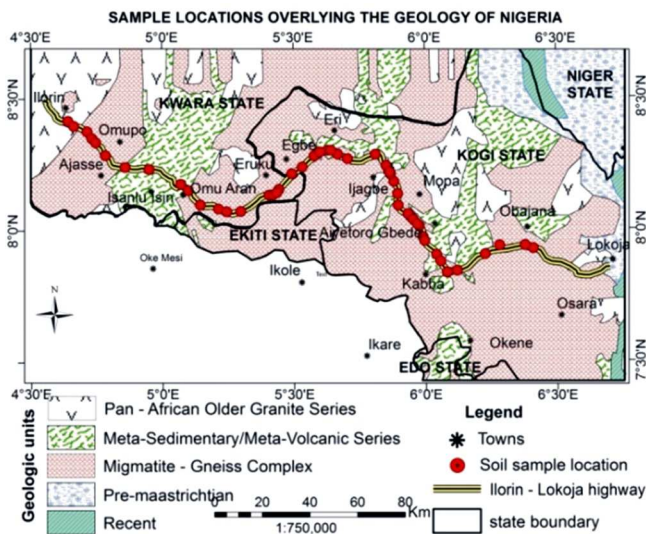 SAMPLE LOCATIONS OVERLYING THE GEOLOGY OF NIGERIA
4°30'E 5°0'E 5°30'E 6°0'E 6°30'E
8°30'N
8°30'N
NIGER
STATE
Ilorin
KWARA STATE
Omupo
Eri
Egbe
KOGI STATE
Ajasse
Eruku
Isanlu Isin
Omu Aran
Ijagbe
Mopa
Obajana
8°0'N
8°0'N
EKITI STATE
Aiyetoro Gbede
Lokoja
Oke Mesi
Ikole
Kabba
Osara
N
Ikare
Okene
EDO STATE
7°30'N
4°30'E 5°0'E 5°30'E 6°0'E 6°30'E
Geologic units
Pan - African Older Granite Series
Meta-Sedimentary/Meta-Volcanic Series
Migmatite - Gneiss Complex
Pre-maastrichtian
Recent
0 10 20 40 60 80 Km
1:750,000
Legend
Towns
Soil sample location
Ilorin - Lokoja highway
state boundary